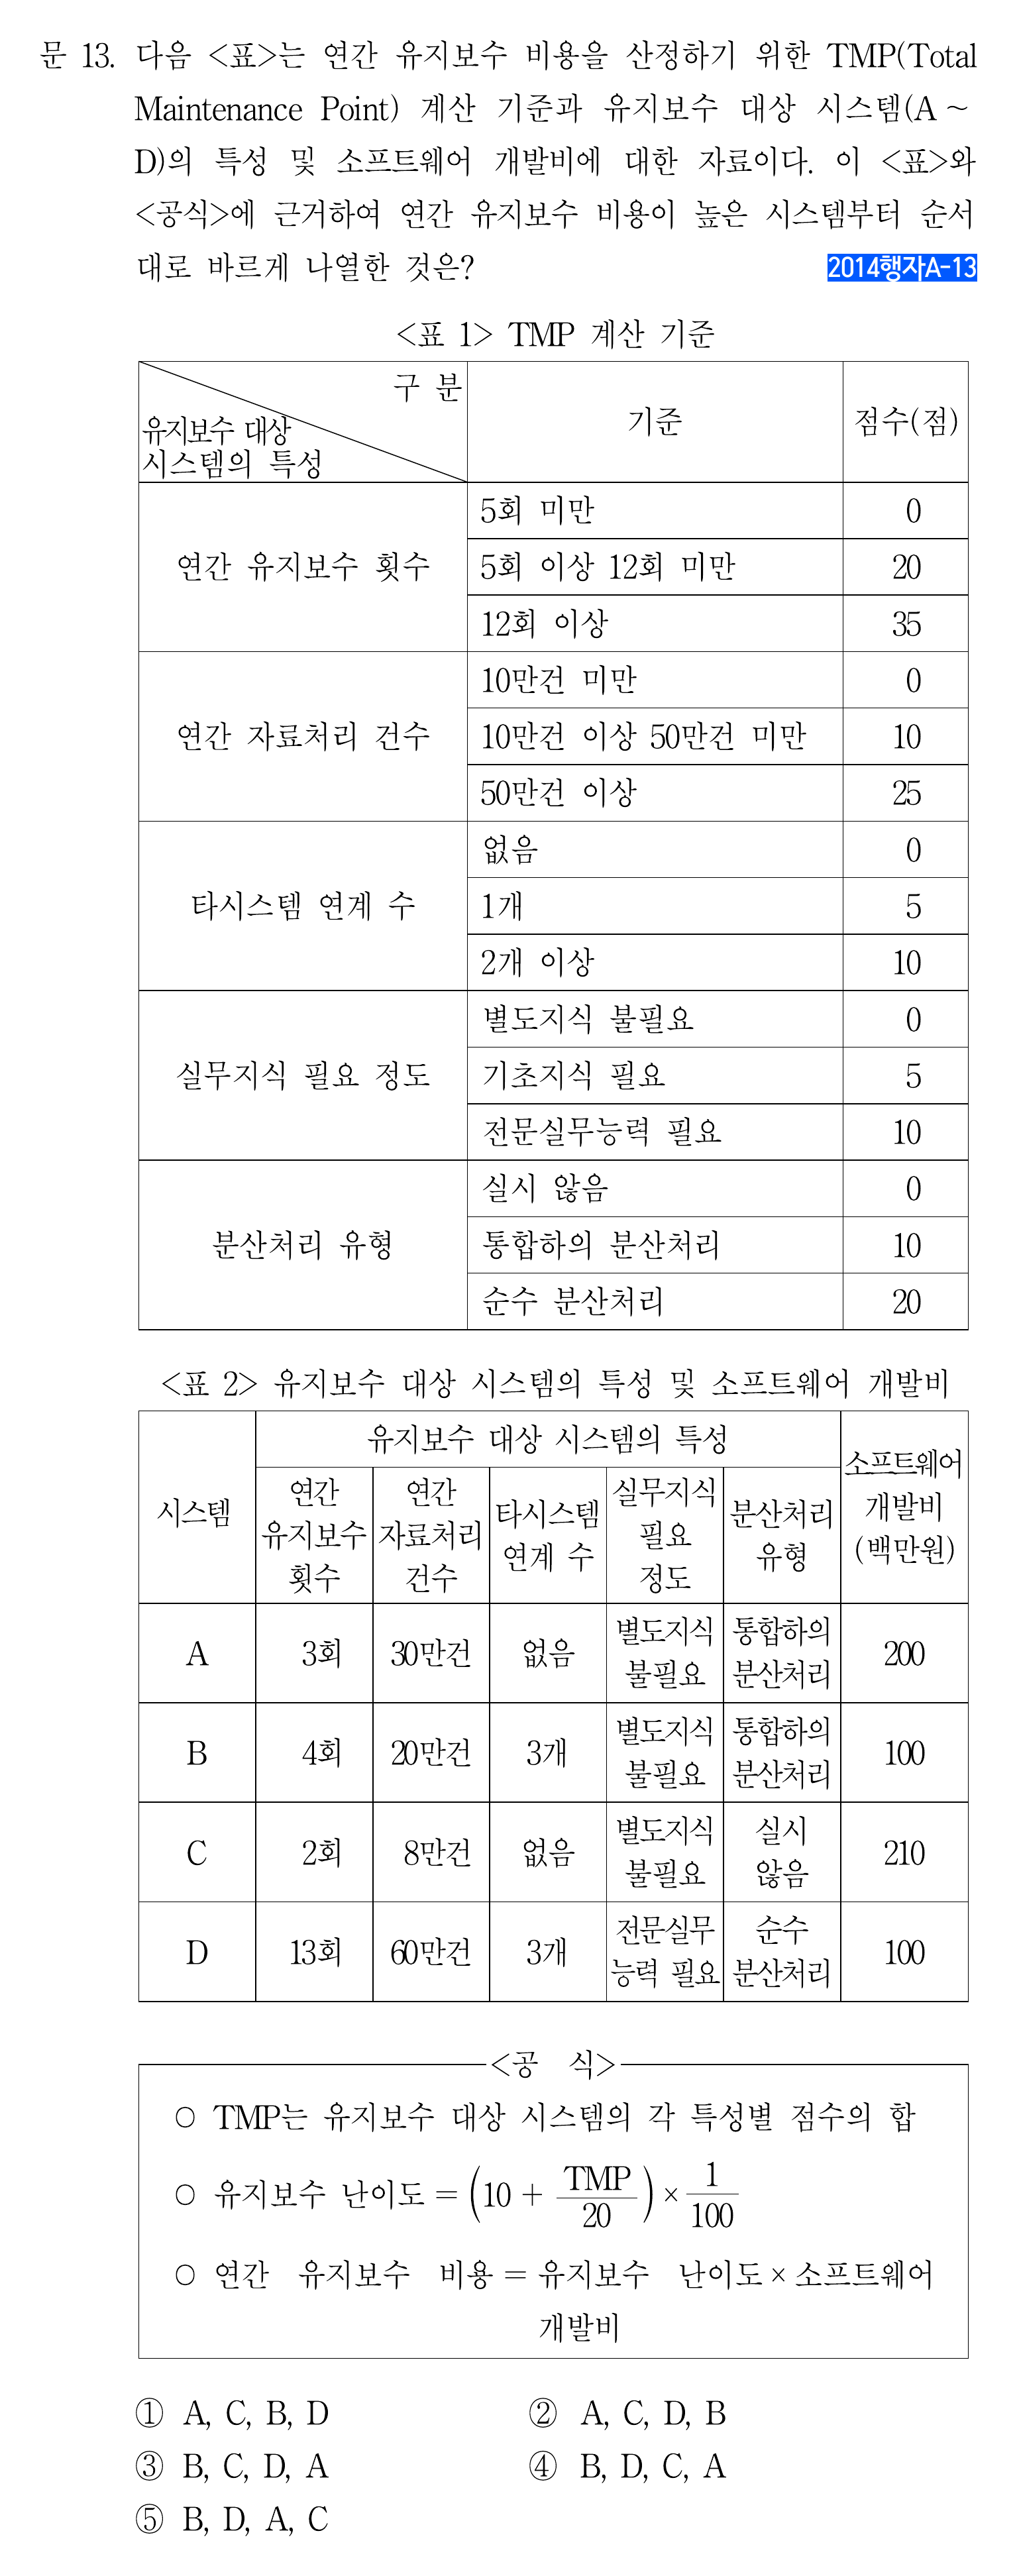 문 13. 다음 <표>는 연간 유지보수 비용을 산정하기 위한 TMP(Total
Maintenance Point) 계산 기준과 유지보수 대상 시스템(A ~
D)의 특성 및 소프트웨어 개발비에 대한 자료이다. 이 <표>와
<공식>에 근거하여 연간 유지보수 비용이 높은 시스템부터 순서
대로 바르게 나열한 것은? 2014행자A-13
<표 1> TMP 계산 기준
구 분
유지보수 대상
시스템의 특성
기준
점수(점)
연간 유지보수 횟수
5회 미만 0
5회 이상 12회 미만 20
12회 이상 35
연간 자료처리 건수
10만건 미만 0
10만건 이상 50만건 미만 10
50만건 이상 25
타시스템 연계 수
없음 0
1개 5
2개 이상 10
실무지식 필요 정도
별도지식 불필요 0
기초지식 필요 5
전문실무능력 필요 10
분산처리 유형
실시 않음 0
통합하의 분산처리 10
순수 분산처리 20
<표 2> 유지보수 대상 시스템의 특성 및 소프트웨어 개발비
시스템
유지보수 대상 시스템의 특성
연간
유지보수
횟수
연간
자료처리
건수
타시스템
연계 수
실무지식
필요
정도
분산처리
유형
소프트웨어
개발비
(백만원)
A 3회 30만건 없음 별도지식 불필요 통합하의 분산처리 200
B 4회 20만건 3개 별도지식 불필요 통합하의 분산처리 100
C 2회 8만건 없음 별도지식 불필요 실시 않음 210
D 13회 60만건 3개 전문실무 능력 필요 순수 분산처리 100
<공 식>
○ TMP는 유지보수 대상 시스템의 각 특성별 점수의 합
○ 유지보수 난이도 = (10 + TMP/20) × 1/100
○ 연간 유지보수 비용 = 유지보수 난이도 × 소프트웨어
개발비
① A, C, B, D ② A, C, D, B
③ B, C, D, A ④ B, D, C, A
⑤ B, D, A, C